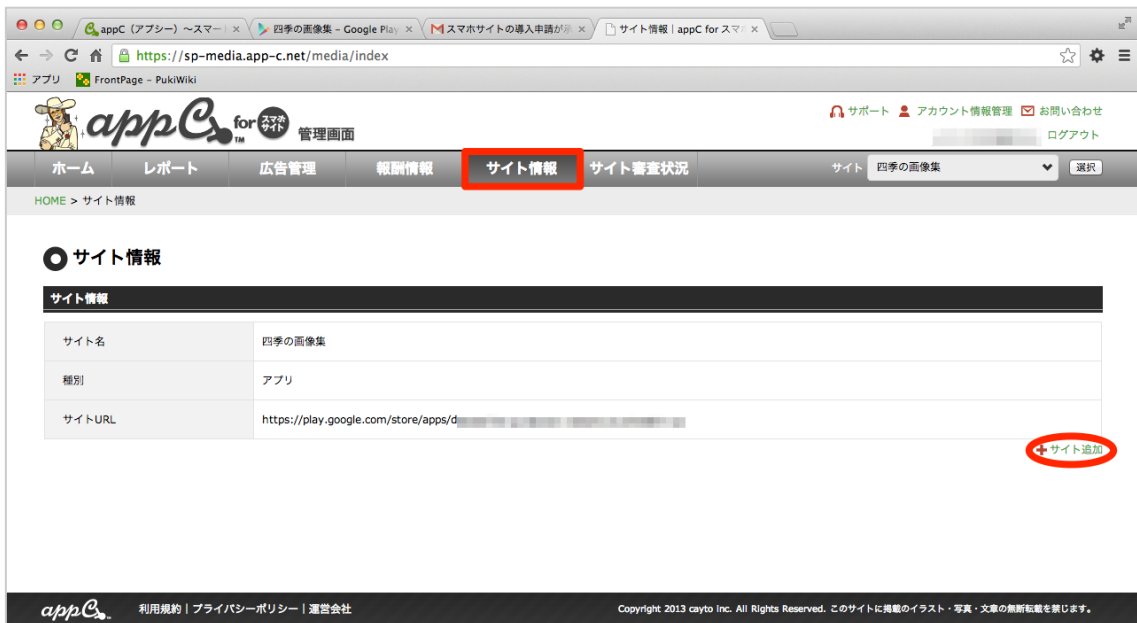 appC（アプシー）〜スマー
四季の画像集 – Google Play
スマホサイトの導入申請が承
サイト情報 | appC for スマ
https://sp-media.app-c.net/media/index
アプリ FrontPage – PukiWiki
appC for スマホサイト 管理画面
TM
サポート アカウント情報管理 お問い合わせ
ログアウト
ホーム レポート 広告管理 報酬情報 サイト情報 サイト審査状況 サイト 四季の画像集 選択
HOME > サイト情報
サイト情報
サイト情報
サイト名 四季の画像集
種別 アプリ
サイトURL https://play.google.com/store/apps/d
サイト追加
appC 利用規約 | プライバシーポリシー | 運営会社 Copyright 2013 cayto inc. All Rights Reserved. このサイトに掲載のイラスト・写真・文章の無断転載を禁じます。